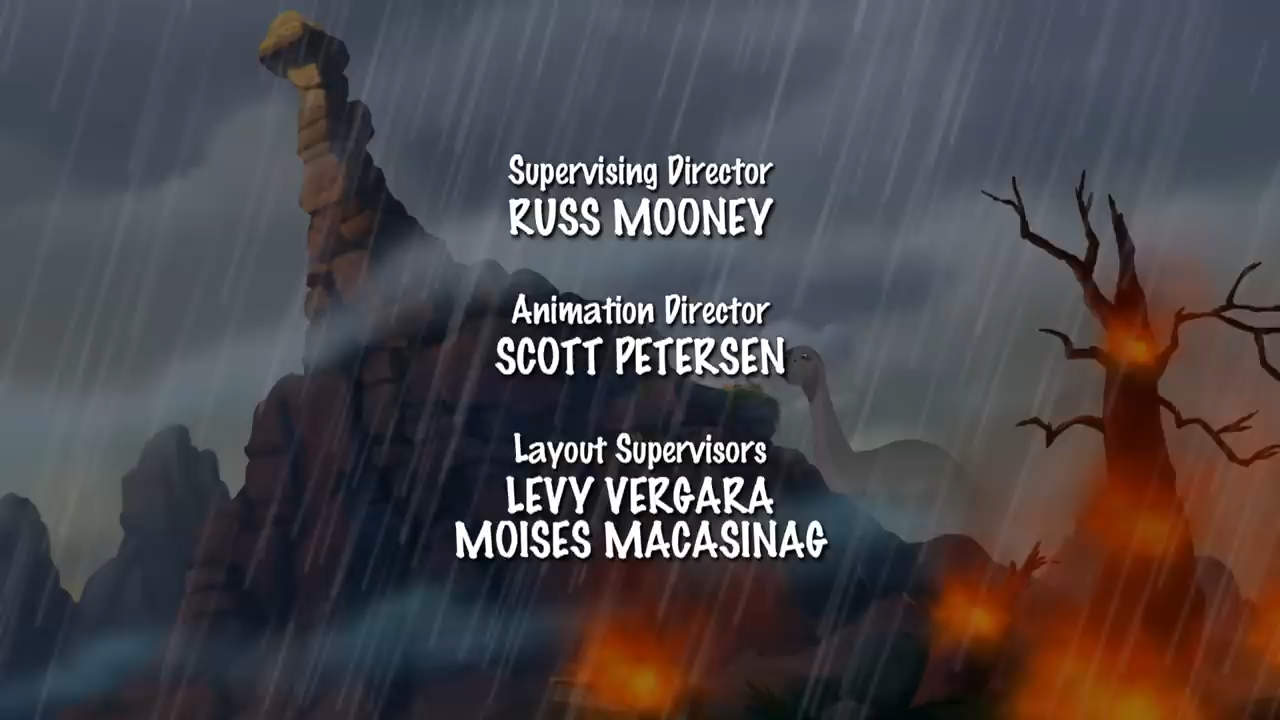 Supervising Director
RUSS MOONEY
Animation Director
SCOTT PETERSEN
Layout Supervisors
LEVY VERGARA
MOISES MACASINAG